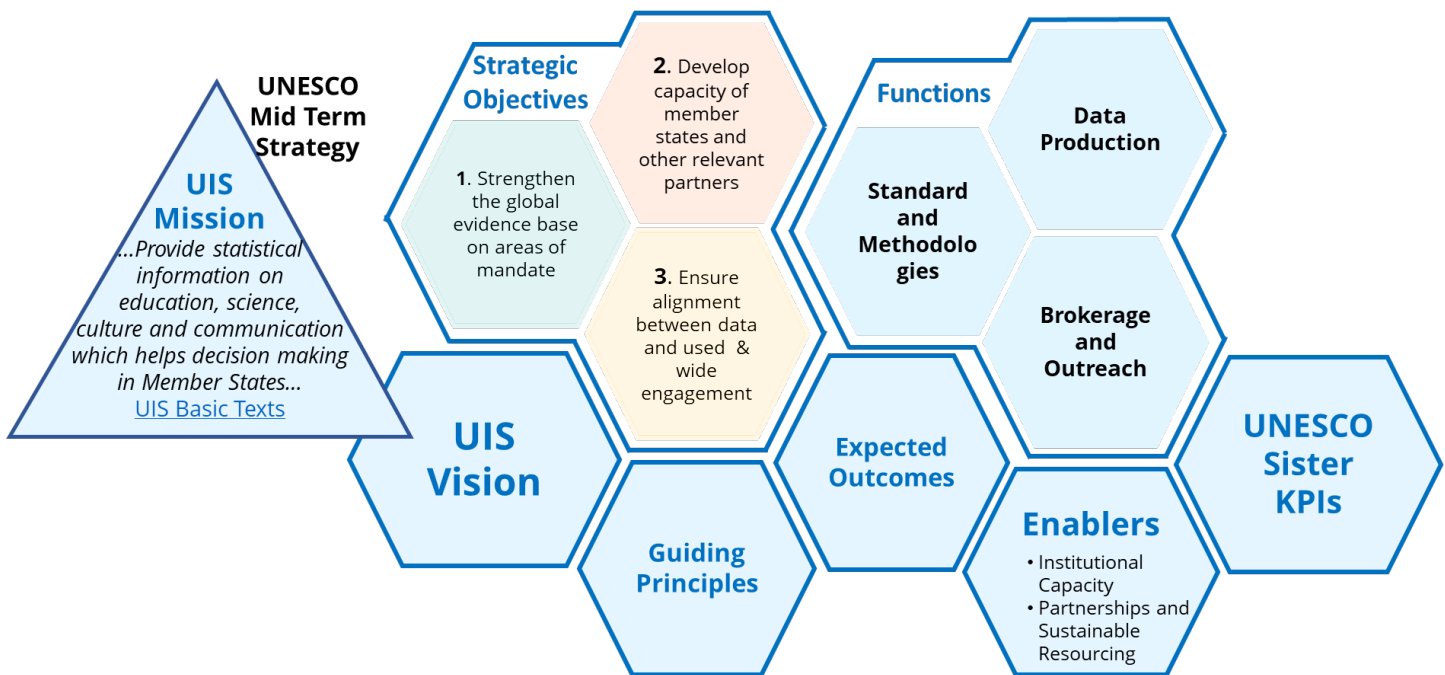 UNESCO
Mid Term
Strategy
UIS
Mission
...Provide statistical
information on
education, science,
culture and communication
which helps decision making
in Member States...
UIS Basic Texts
Strategic
Objectives
1. Strengthen
the global
evidence base
on areas of
mandate
2. Develop
capacity of
member
states and
other relevant
partners
3. Ensure
alignment
between data
and used & 
wide
engagement
Functions
Standard
and
Methodolo
gies
Data
Production
Brokerage
and
Outreach
UIS
Vision
Guiding
Principles
Expected
Outcomes
Enablers
• Institutional
Capacity
• Partnerships and
Sustainable
Resourcing
UNESCO
Sister
KPIs